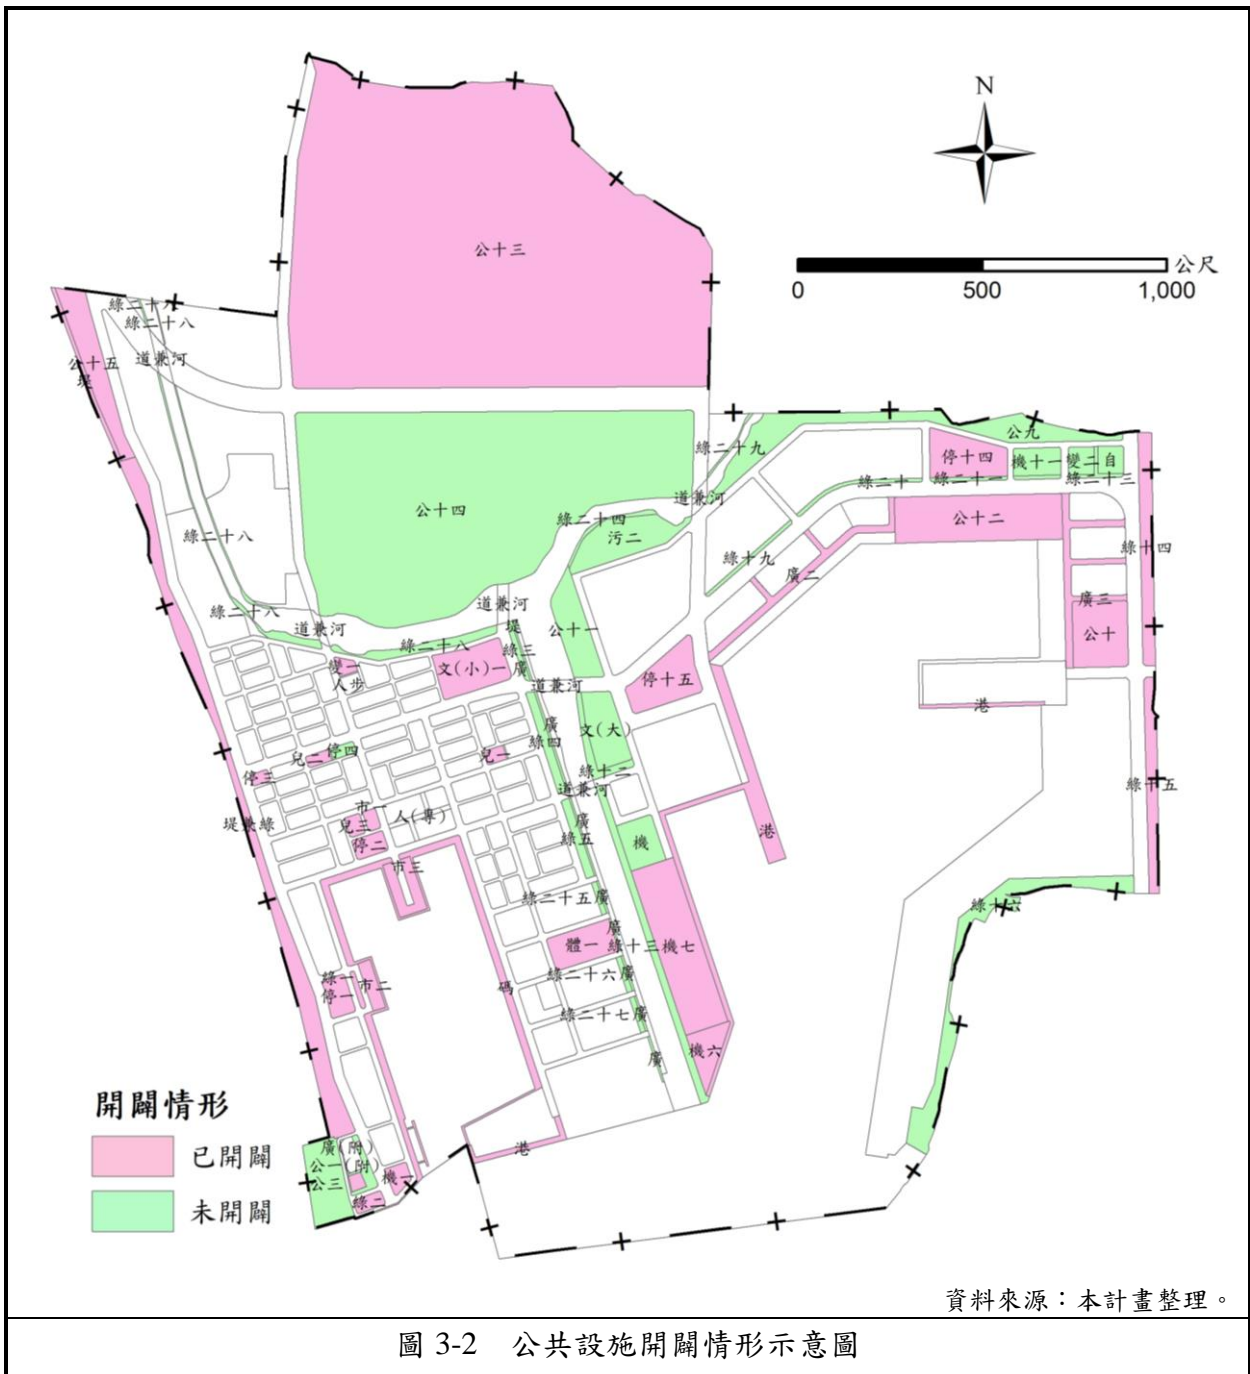 N
公尺
0 500 1,000
公十三
綠二十九
綠二十八
公十五
道兼河
堤
公九
綠二十九
停十四
機十一
變二
自
綠二十
綠二十一
綠二十三
道兼河
公十四
綠二十四
公十二
污二
綠二十八
綠十四
綠十九
廣二
廣三
綠二十八
道兼河
道兼河
堤
公十一
公十
綠二十八
綠三
變一
文(小)一
廣
人步
停十五
道兼河
港
廣
文(大)
綠四
停四
兒二
兒一
停三
綠十二
道兼河
綠十五
市一
人(專)
堤兼綠
兒三
廣
港
綠五
停二
機
市三
綠二十五
廣
綠十六
廣
體一
綠十三
機七
綠一
綠二十六
廣
停一
市二
碼
綠二十七
廣
機六
廣
開闢情形
已開闢
未開闢
廣(附)
港
公一(附)
機一
公三
綠二
資料來源：本計畫整理。
圖 3-2 公共設施開闢情形示意圖